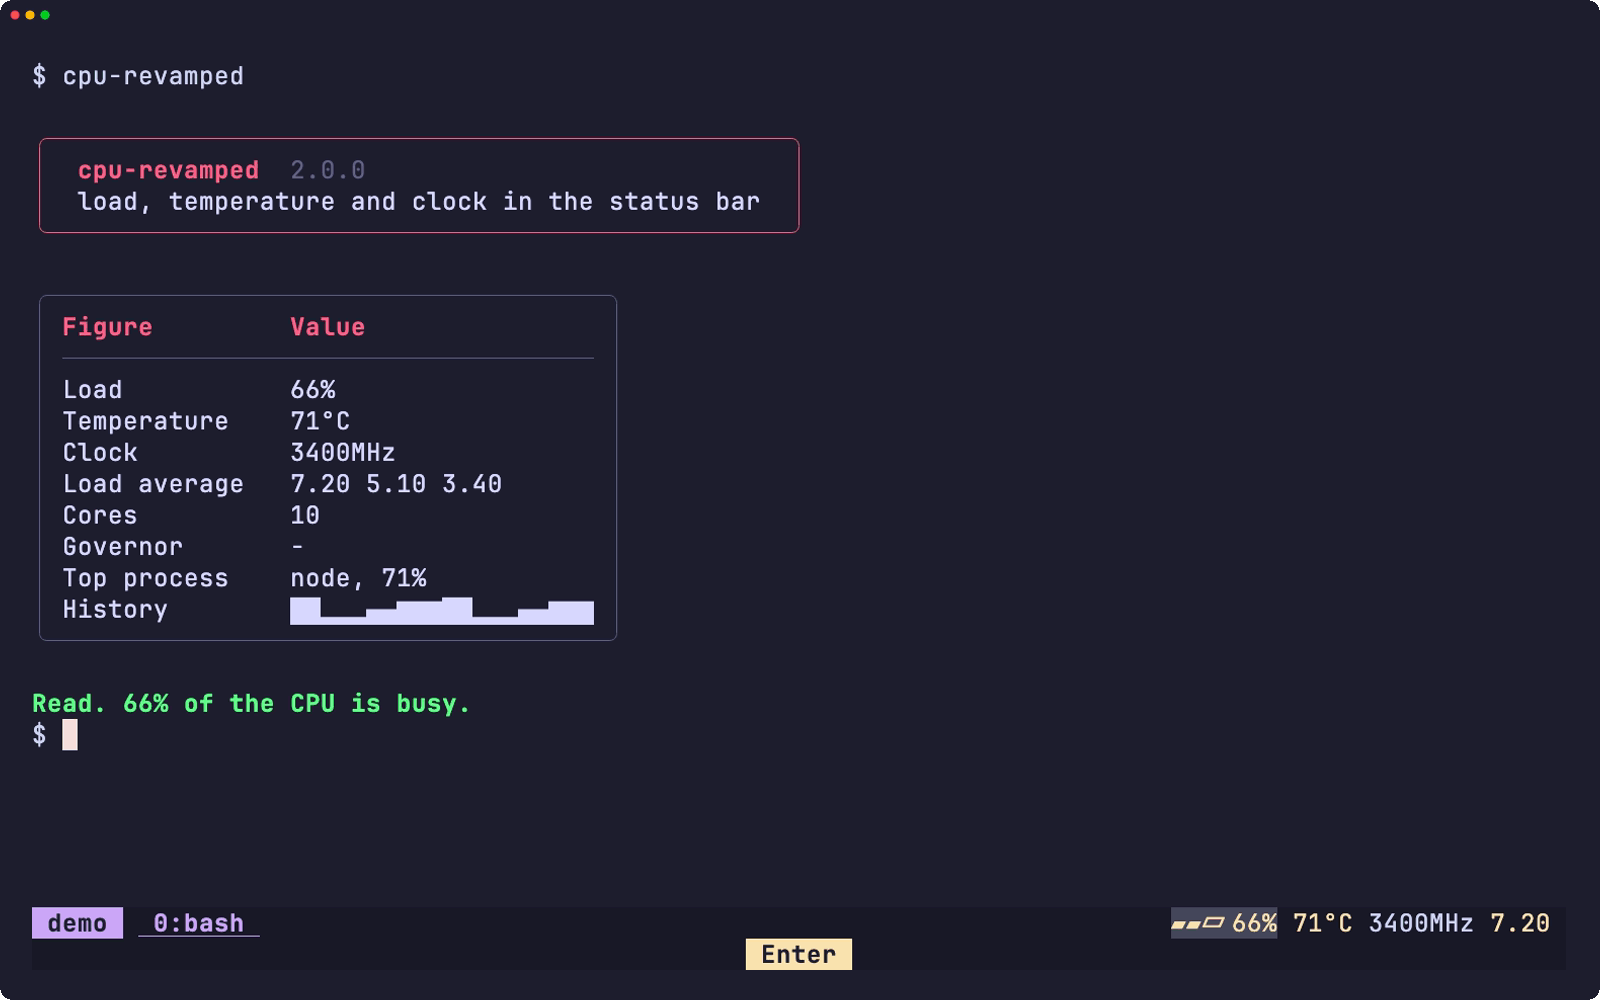 $ cpu-revamped
cpu-revamped 2.0.0
load, temperature and clock in the status bar
Figure Value
Load 66%
Temperature 71°C
Clock 3400MHz
Load average 7.20 5.10 3.40
Cores 10
Governor -
Top process node, 71%
History
Read. 66% of the CPU is busy.
$
demo 0:bash ▰▰▱ 66% 71°C 3400MHz 7.20
Enter